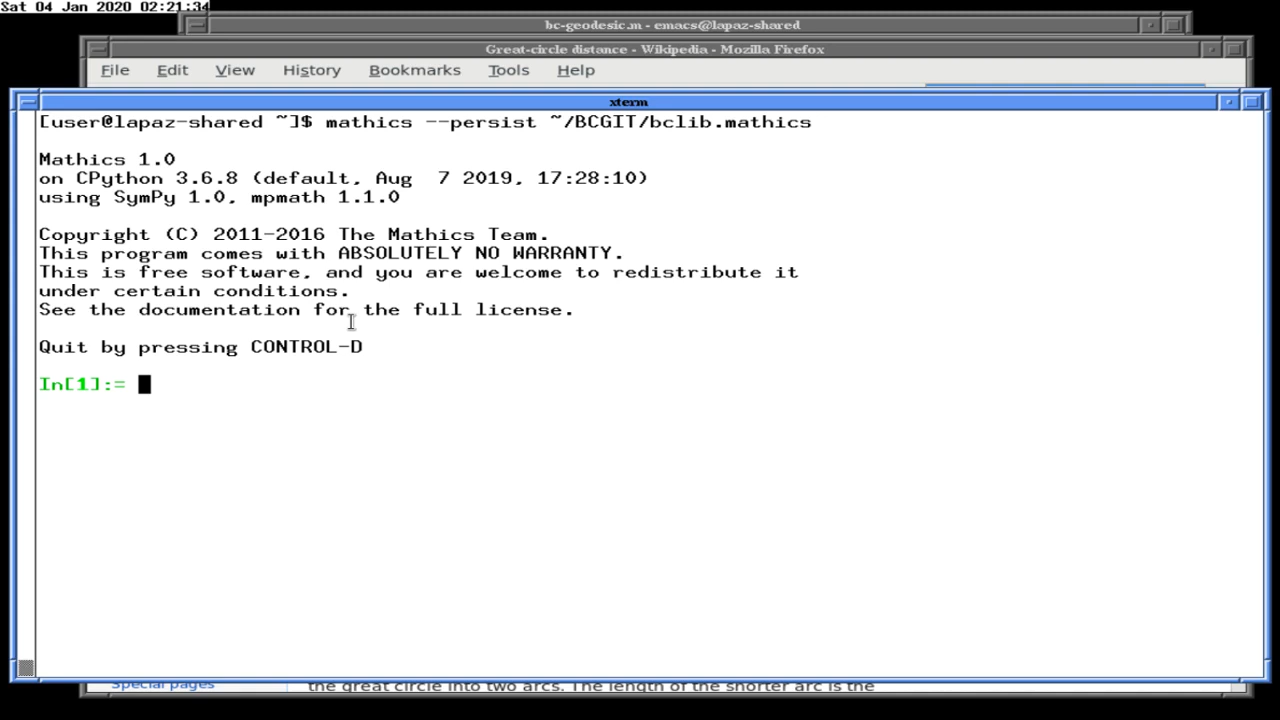 Sat 04 Jan 2020 02:21:34
bc-geodesic.m - emacs@lapaz-shared
Great-circle distance - Wikipedia - Mozilla Firefox
File Edit View History Bookmarks Tools Help
xterm
[user@lapaz-shared ~]$ mathics --persist ~/BCGIT/bclib.mathics
Mathics 1.0
on CPython 3.6.8 (default, Aug  7 2019, 17:28:10)
using SymPy 1.0, mpmath 1.1.0
Copyright (C) 2011-2016 The Mathics Team.
This program comes with ABSOLUTELY NO WARRANTY.
This is free software, and you are welcome to redistribute it
under certain conditions.
See the documentation for the full license.
Quit by pressing CONTROL-D
In[1]:=
Special pages
the great circle into two arcs. The length of the shorter arc is the